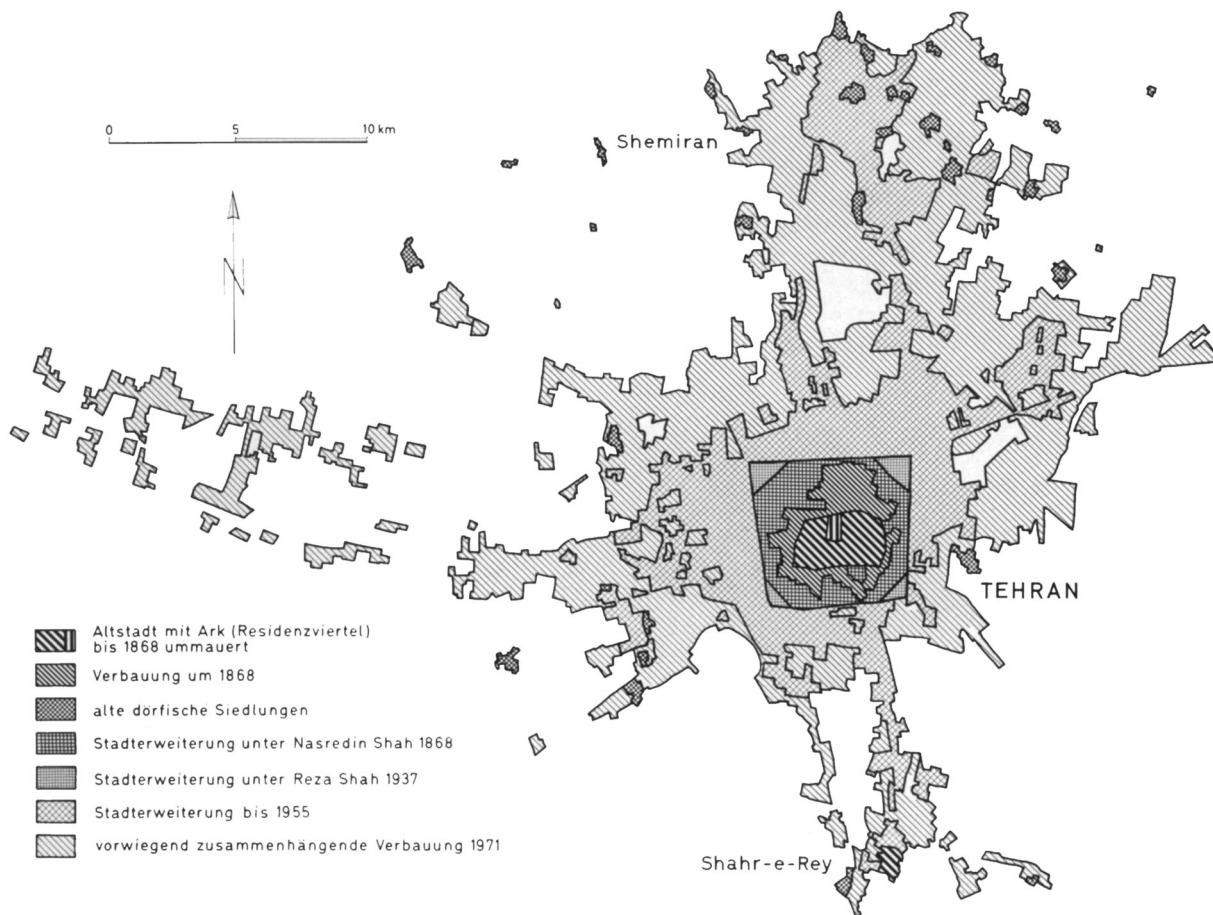 0 5 10 km
Shemiran
N
TEHRAN
Altstadt mit Ark (Residenzviertel)
bis 1868 ummauert
Verbauung um 1868
alte dörfische Siedlungen
Stadterweiterung unter Nasredin Shah 1868
Stadterweiterung unter Reza Shah 1937
Stadterweiterung bis 1955
vorwiegend zusammenhängende Verbauung 1971
Shahr-e-Rey